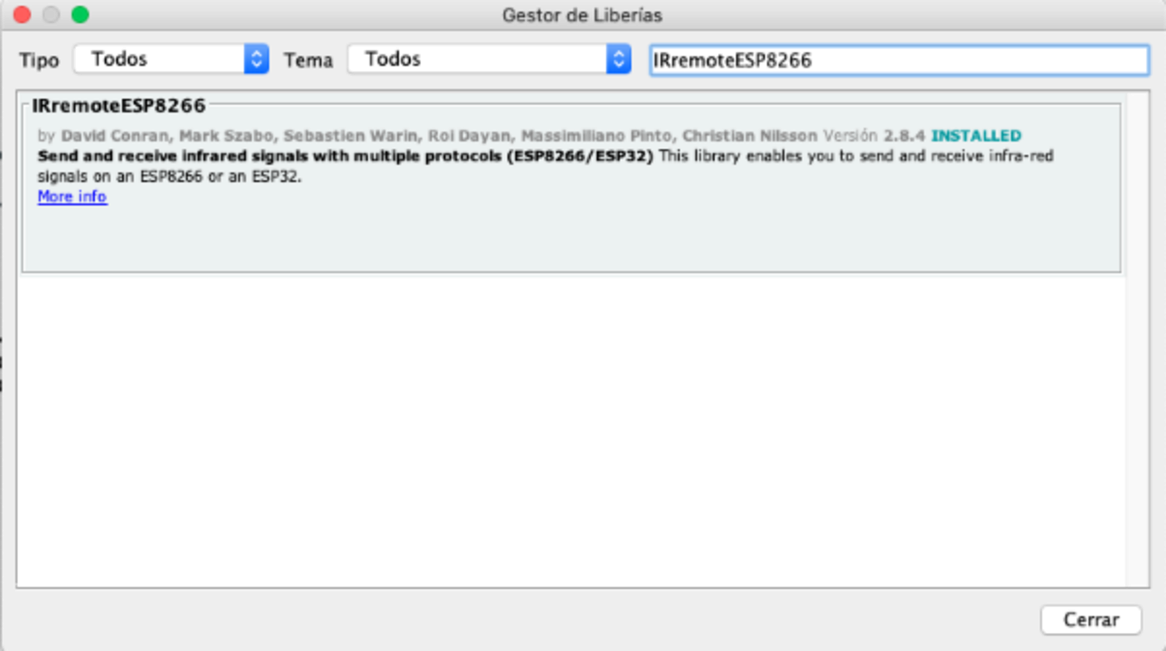 Gestor de Liberías
Tipo Todos Tema Todos IRremoteESP8266
IRremoteESP8266
by David Conran, Mark Szabo, Sebastien Warin, Roi Dayan, Massimiliano Pinto, Christian Nilsson Versión 2.8.4 INSTALLED
Send and receive infrared signals with multiple protocols (ESP8266/ESP32) This library enables you to send and receive infra-red
signals on an ESP8266 or an ESP32.
More info
Cerrar